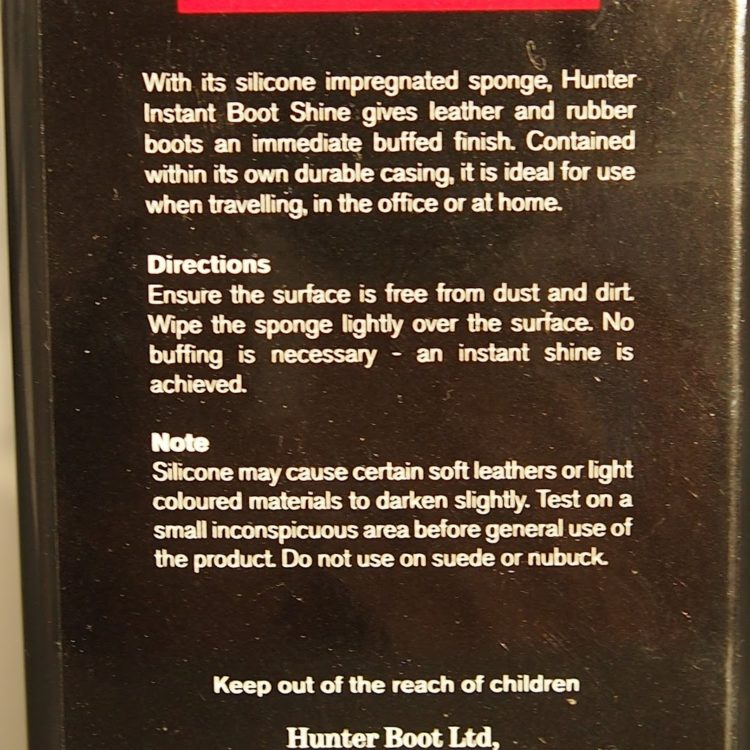 With its silicone impregnated sponge, Hunter
Instant Boot Shine gives leather and rubber
boots an immediate buffed finish. Contained
within its own durable casing, it is ideal for use
when travelling, in the office or at home.
Directions
Ensure the surface is free from dust and dirt.
Wipe the sponge lightly over the surface. No
buffing is necessary - an instant shine is
achieved.
Note
Silicone may cause certain soft leathers or light
coloured materials to darken slightly. Test on a
small inconspicuous area before general use of
the product. Do not use on suede or nubuck.
Keep out of the reach of children
Hunter Boot Ltd,